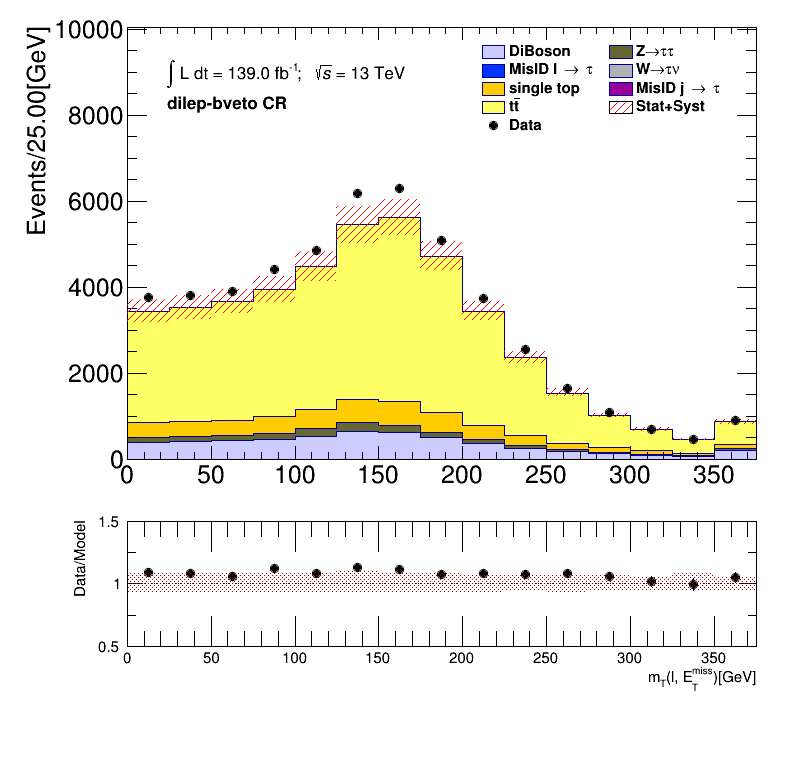 Events/25.00[GeV]
10000
8000
6000
4000
2000
0
∫ L dt = 139.0 fb⁻¹; √s = 13 TeV
dilep-bveto CR
DiBoson
MisID l → τ
single top
tt̄
Data
Z→ττ
W→τν
MisID j → τ
Stat+Syst
0 50 100 150 200 250 300 350
Data/Model
1.5
1
0.5
0 50 100 150 200 250 300 350
m_T(l, E_T^miss)[GeV]